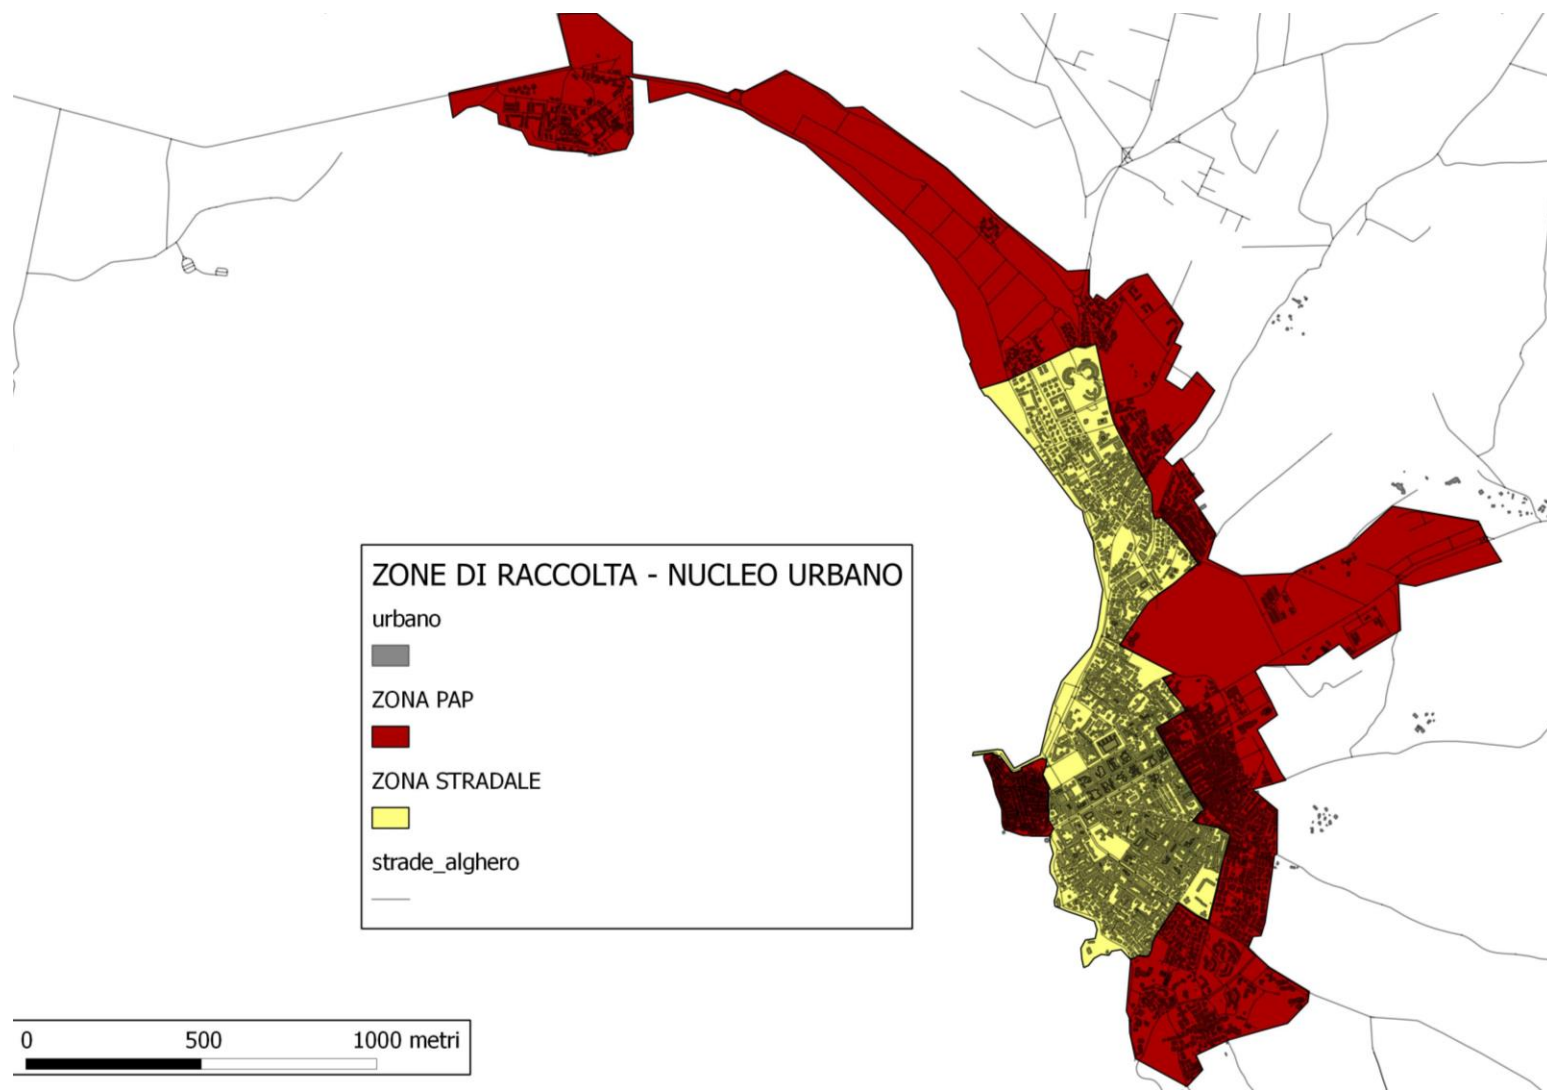 ZONE DI RACCOLTA - NUCLEO URBANO
urbano
ZONA PAP
ZONA STRADALE
strade_alghero
0 500 1000 metri